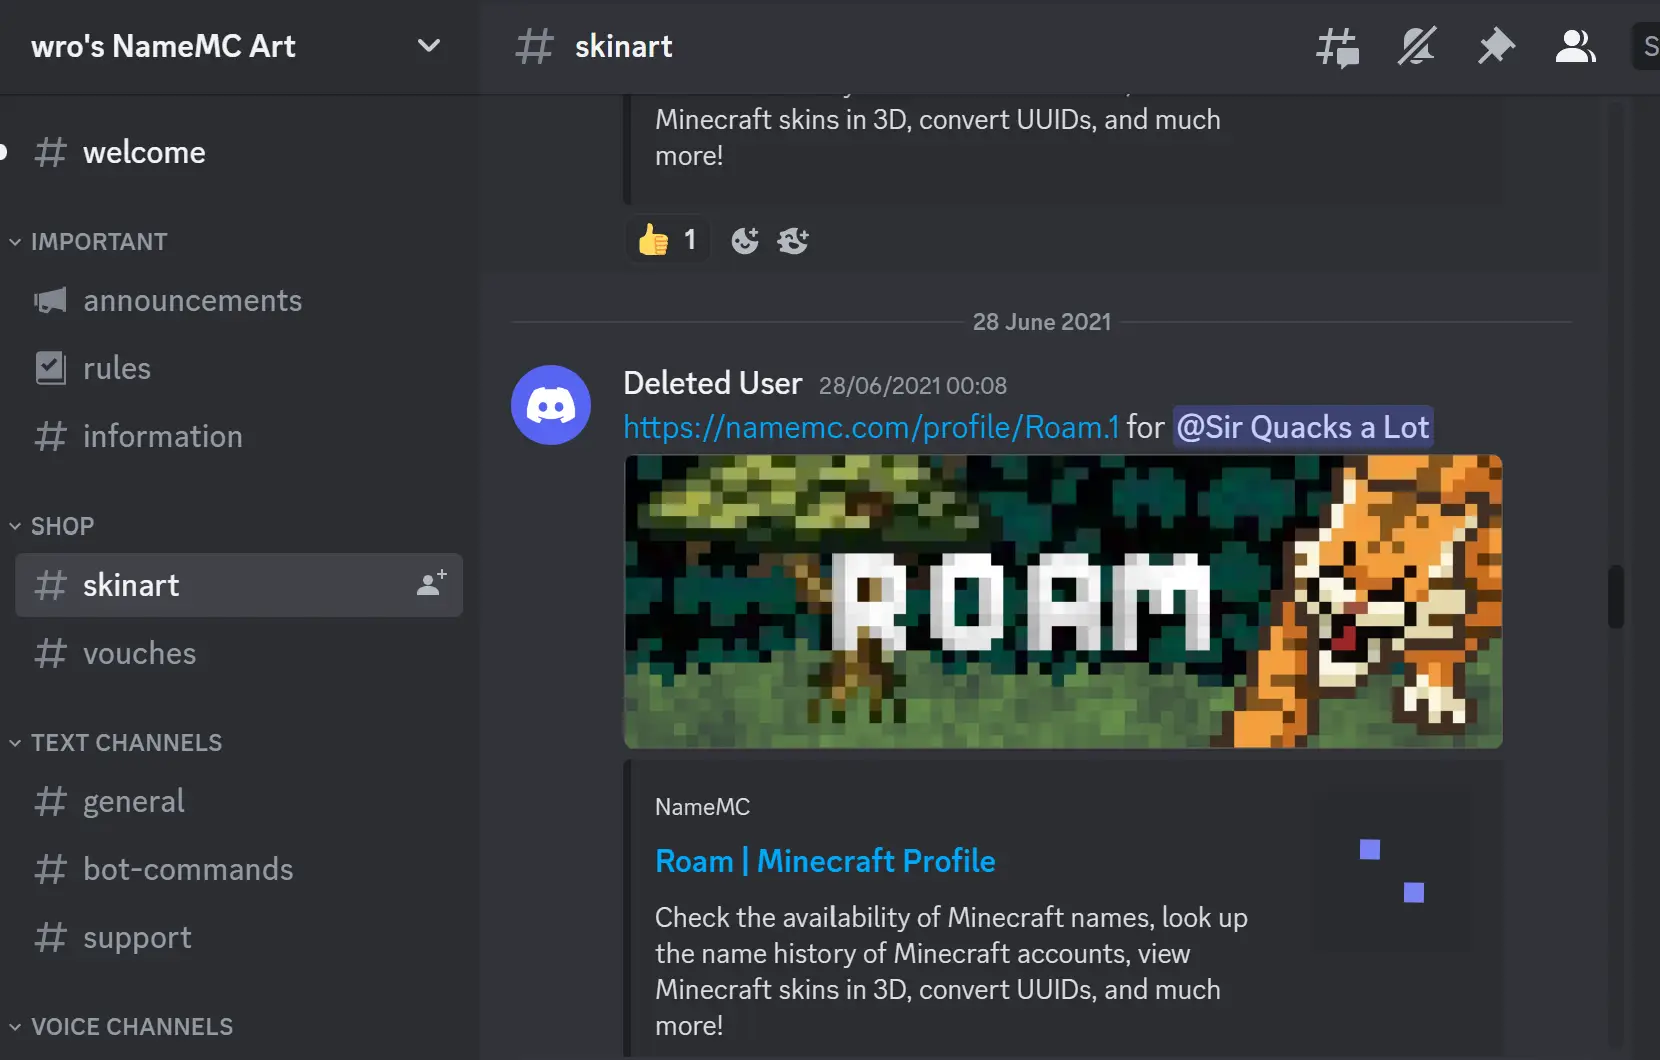 wro's NameMC Art
welcome
IMPORTANT
announcements
rules
information
SHOP
skinart
vouches
TEXT CHANNELS
general
bot-commands
support
VOICE CHANNELS
skinart
S
Minecraft skins in 3D, convert UUIDs, and much
more!
1
28 June 2021
Deleted User 28/06/2021 00:08
https://namemc.com/profile/Roam.1 for @Sir Quacks a Lot
ROAM
NameMC
Roam | Minecraft Profile
Check the availability of Minecraft names, look up
the name history of Minecraft accounts, view
Minecraft skins in 3D, convert UUIDs, and much
more!